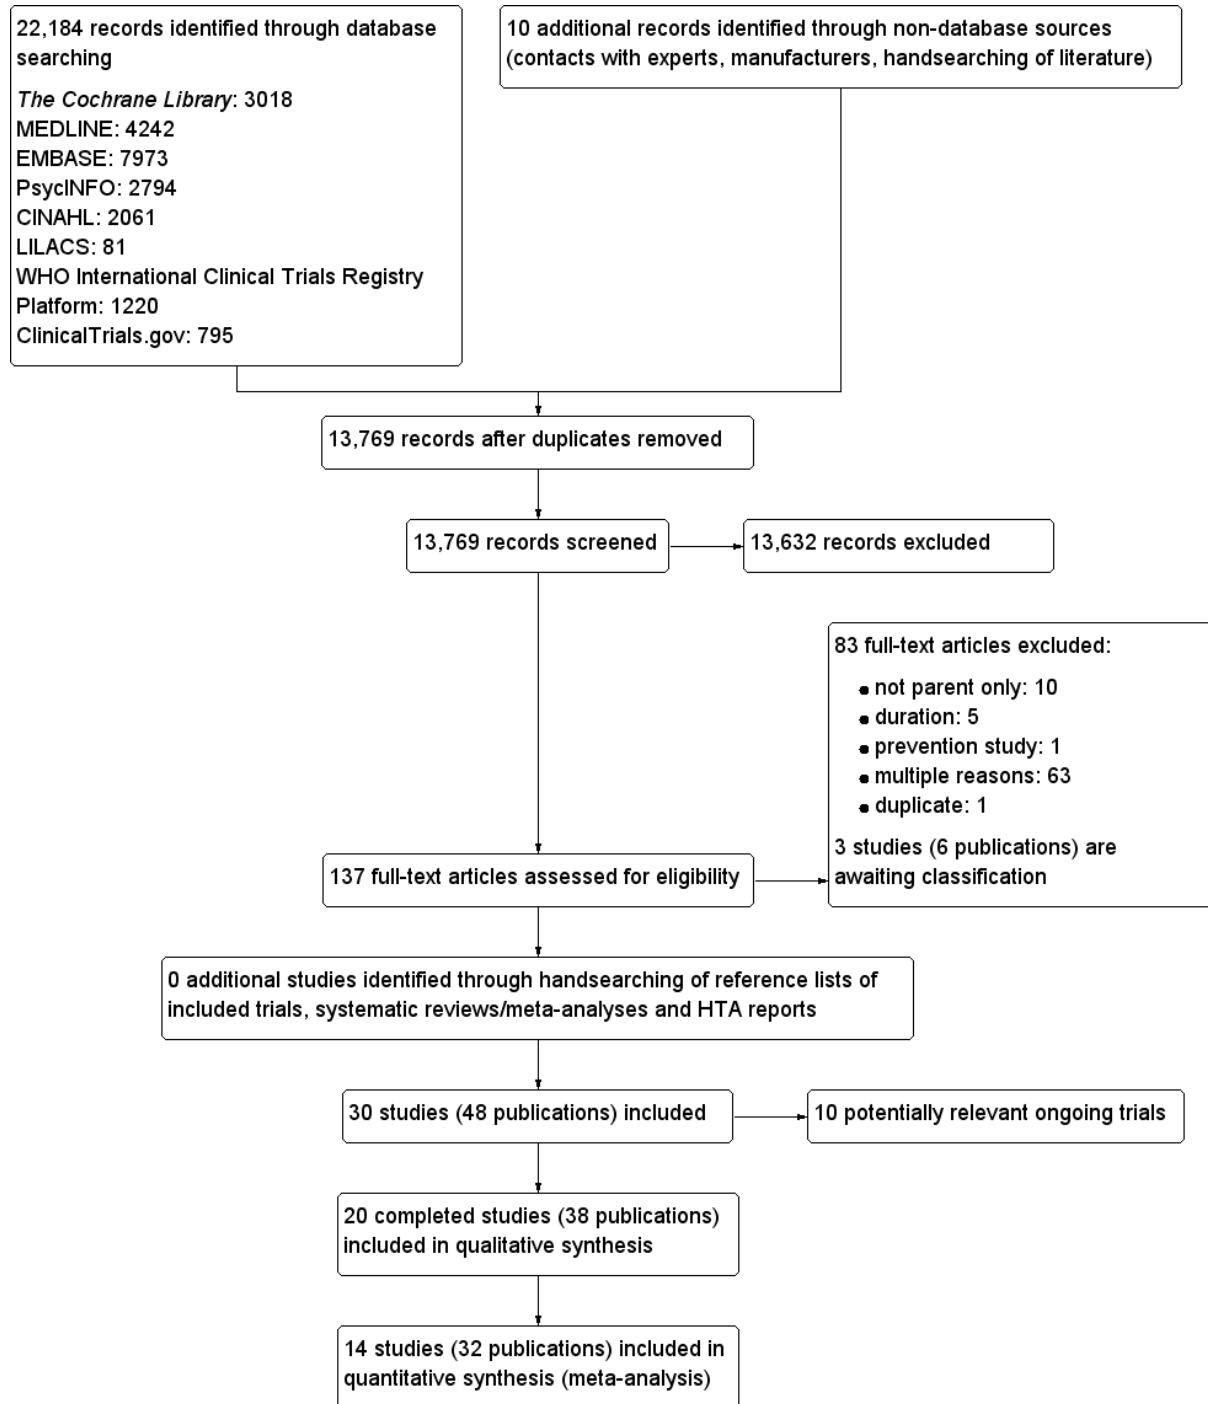 22,184 records identified through database
searching
The Cochrane Library: 3018
MEDLINE: 4242
EMBASE: 7973
PsycINFO: 2794
CINAHL: 2061
LILACS: 81
WHO International Clinical Trials Registry
Platform: 1220
ClinicalTrials.gov: 795
10 additional records identified through non-database sources
(contacts with experts, manufacturers, handsearching of literature)
13,769 records after duplicates removed
13,769 records screened
13,632 records excluded
83 full-text articles excluded:
● not parent only: 10
● duration: 5
● prevention study: 1
● multiple reasons: 63
● duplicate: 1
3 studies (6 publications) are
awaiting classification
137 full-text articles assessed for eligibility
0 additional studies identified through handsearching of reference lists of
included trials, systematic reviews/meta-analyses and HTA reports
30 studies (48 publications) included
10 potentially relevant ongoing trials
20 completed studies (38 publications)
included in qualitative synthesis
14 studies (32 publications) included in
quantitative synthesis (meta-analysis)